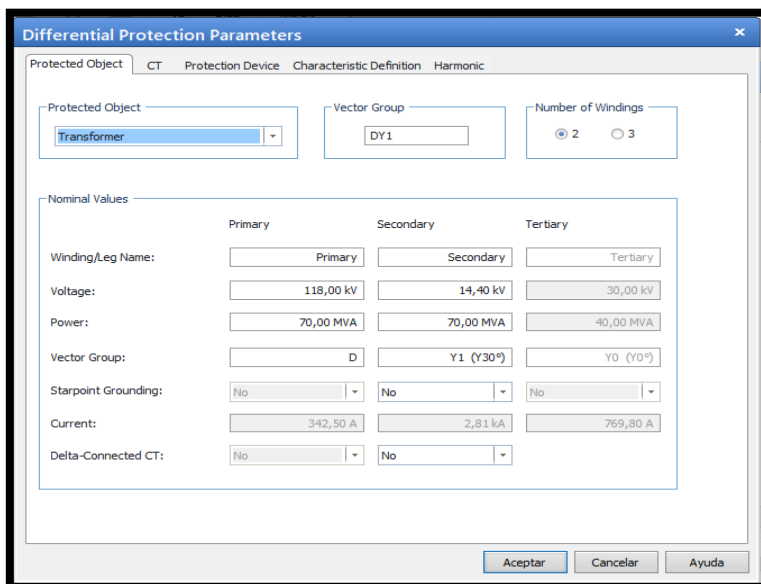 Differential Protection Parameters
Protected Object CT Protection Device Characteristic Definition Harmonic
Protected Object Vector Group Number of Windings
Transformer DY1 2 3
Nominal Values
Primary Secondary Tertiary
Winding/Leg Name: Primary Secondary Tertiary
Voltage: 118,00 kV 14,40 kV 30,00 kV
Power: 70,00 MVA 70,00 MVA 40,00 MVA
Vector Group: D Y1 (Y30°) Y0 (Y0°)
Starpoint Grounding: No No No
Current: 342,50 A 2,81 kA 769,80 A
Delta-Connected CT: No No
Aceptar Cancelar Ayuda